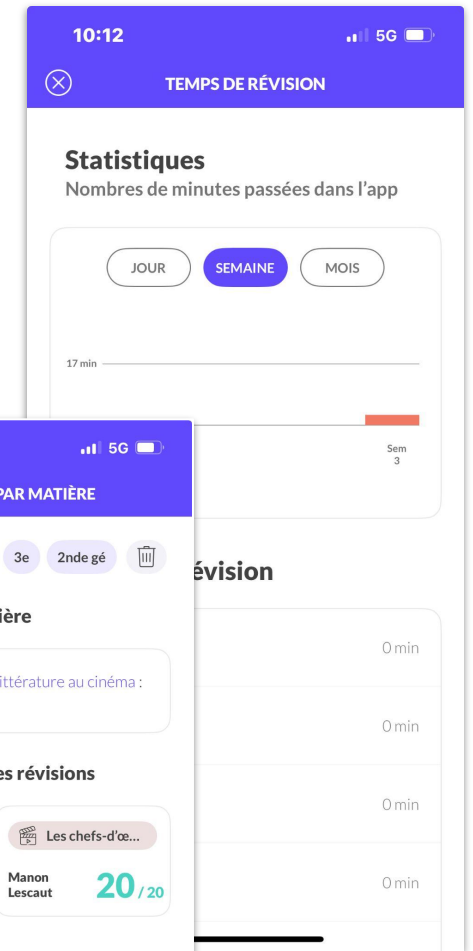 10:12
5G
TEMPS DE RÉVISION
Statistiques
Nombres de minutes passées dans l'app
JOUR
SEMAINE
MOIS
17 min
Sem
3
évision
0 min
0 min
0 min
0 min
5G
PAR MATIÈRE
3e
2nde gé
ière
ittérature au cinéma :
es révisions
Les chefs-d'œ...
Manon
Lescaut
20 / 20